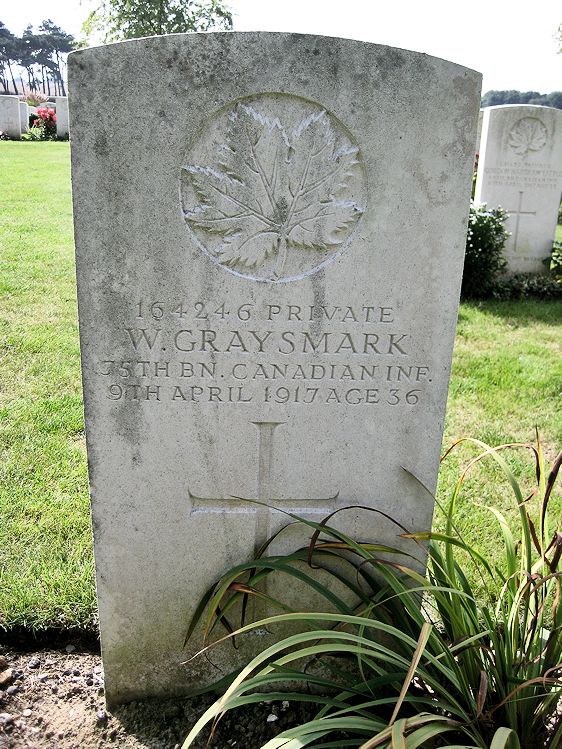 164246 PRIVATE
W. GRAYSMARK
75TH BN. CANADIAN INF.
9TH APRIL 1917 AGE 36